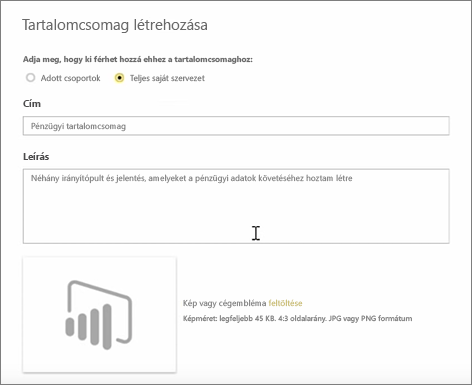 Tartalomcsomag létrehozása
Adja meg, hogy ki férhet hozzá ehhez a tartalomcsomaghoz:
Adott csoportok Teljes saját szervezet
Cím
Pénzügyi tartalomcsomag
Leírás
Néhány irányítópult és jelentés, amelyeket a pénzügyi adatok követéséhez hoztam létre
Kép vagy cégembléma feltöltése
Képméret: legfeljebb 45 KB. 4:3 oldalarány. JPG vagy PNG formátum